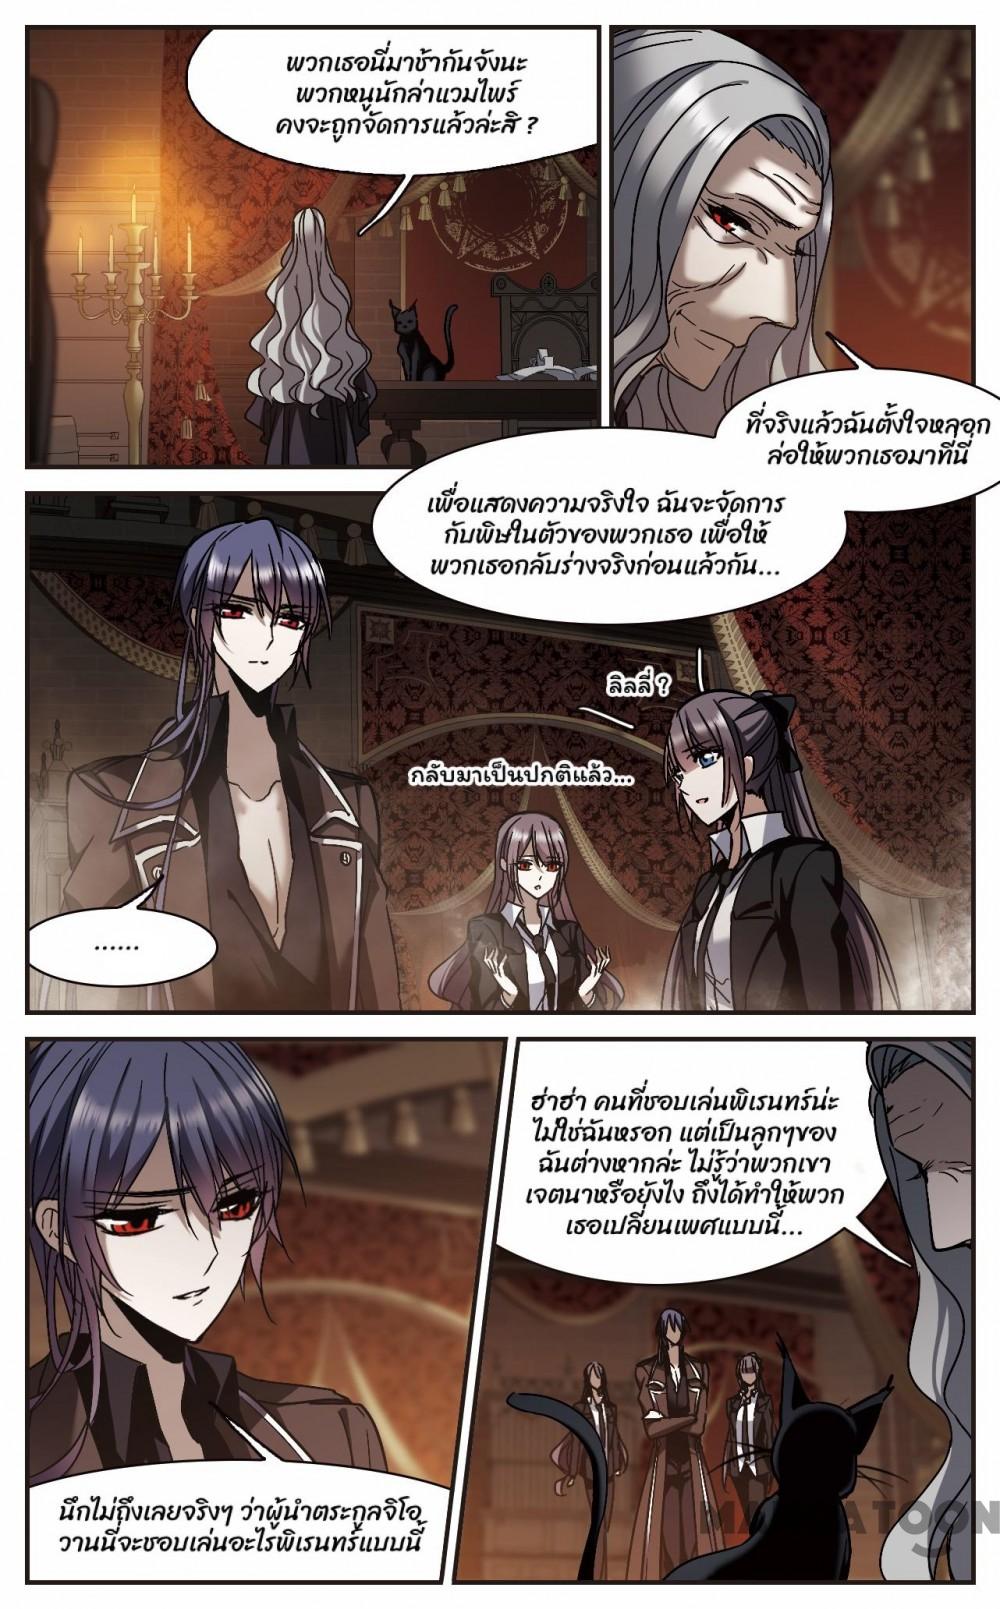 พวกเธอนี่มาช้ากันจังนะ
พวกหนูนักล่าแวมไพร์
คงจะถูกจัดการแล้วล่ะสิ ?
ที่จริงแล้วฉันตั้งใจหลอก
ล่อให้พวกเธอมาที่นี่
เพื่อแสดงความจริงใจ ฉันจะจัดการ
กับพิษในตัวของพวกเธอ เพื่อให้
พวกเธอกลับร่างจริงก่อนแล้วกัน...
ลิลลี่ ?
กลับมาเป็นปกติแล้ว...
......
นึกไม่ถึงเลยจริงๆ ว่าผู้นำตระกูลจิโอ
วานนี่จะชอบเล่นอะไรพิเรนทร์แบบนี้
ฮ่าฮ่า คนที่ชอบเล่นพิเรนทร์น่ะ
ไม่ใช่ฉันหรอก แต่เป็นลูกๆของ
ฉันต่างหากล่ะ ไม่รู้ว่าพวกเขา
เจตนาหรือยังไง ถึงได้ทำให้พวก
เธอเปลี่ยนเพศแบบนี้...
MANGATOON